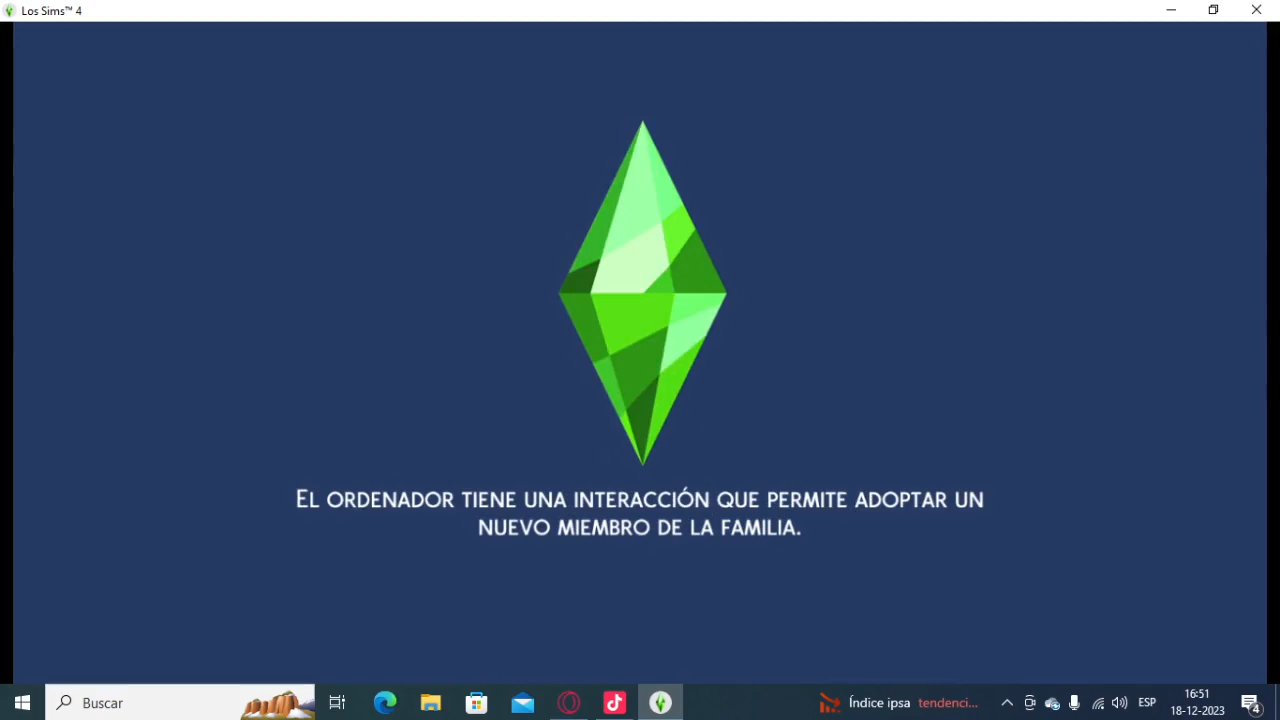 Los Sims™ 4
EL ORDENADOR TIENE UNA INTERACCIÓN QUE PERMITE ADOPTAR UN
NUEVO MIEMBRO DE LA FAMILIA.
Buscar
Índice ipsa tendenci...
ESP
16:51
18-12-2023
4